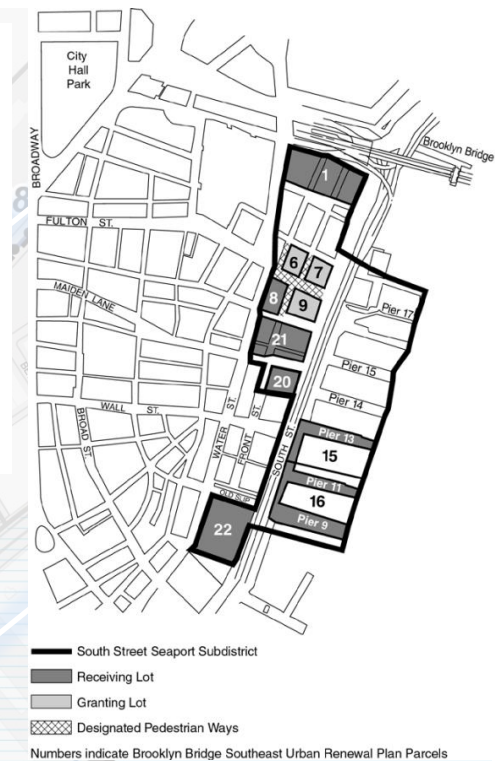 City
Hall
Park
BROADWAY
Brooklyn Bridge
1
FULTON ST.
6
7
8
9
MAIDEN LANE
Pier 17
21
Pier 15
20
Pier 14
WALL ST.
BROAD ST.
WATER ST.
FRONT ST.
SOUTH ST.
Pier 13
15
Pier 11
16
Pier 9
OLD SLIP
22
South Street Seaport Subdistrict
Receiving Lot
Granting Lot
Designated Pedestrian Ways
Numbers indicate Brooklyn Bridge Southeast Urban Renewal Plan Parcels
8